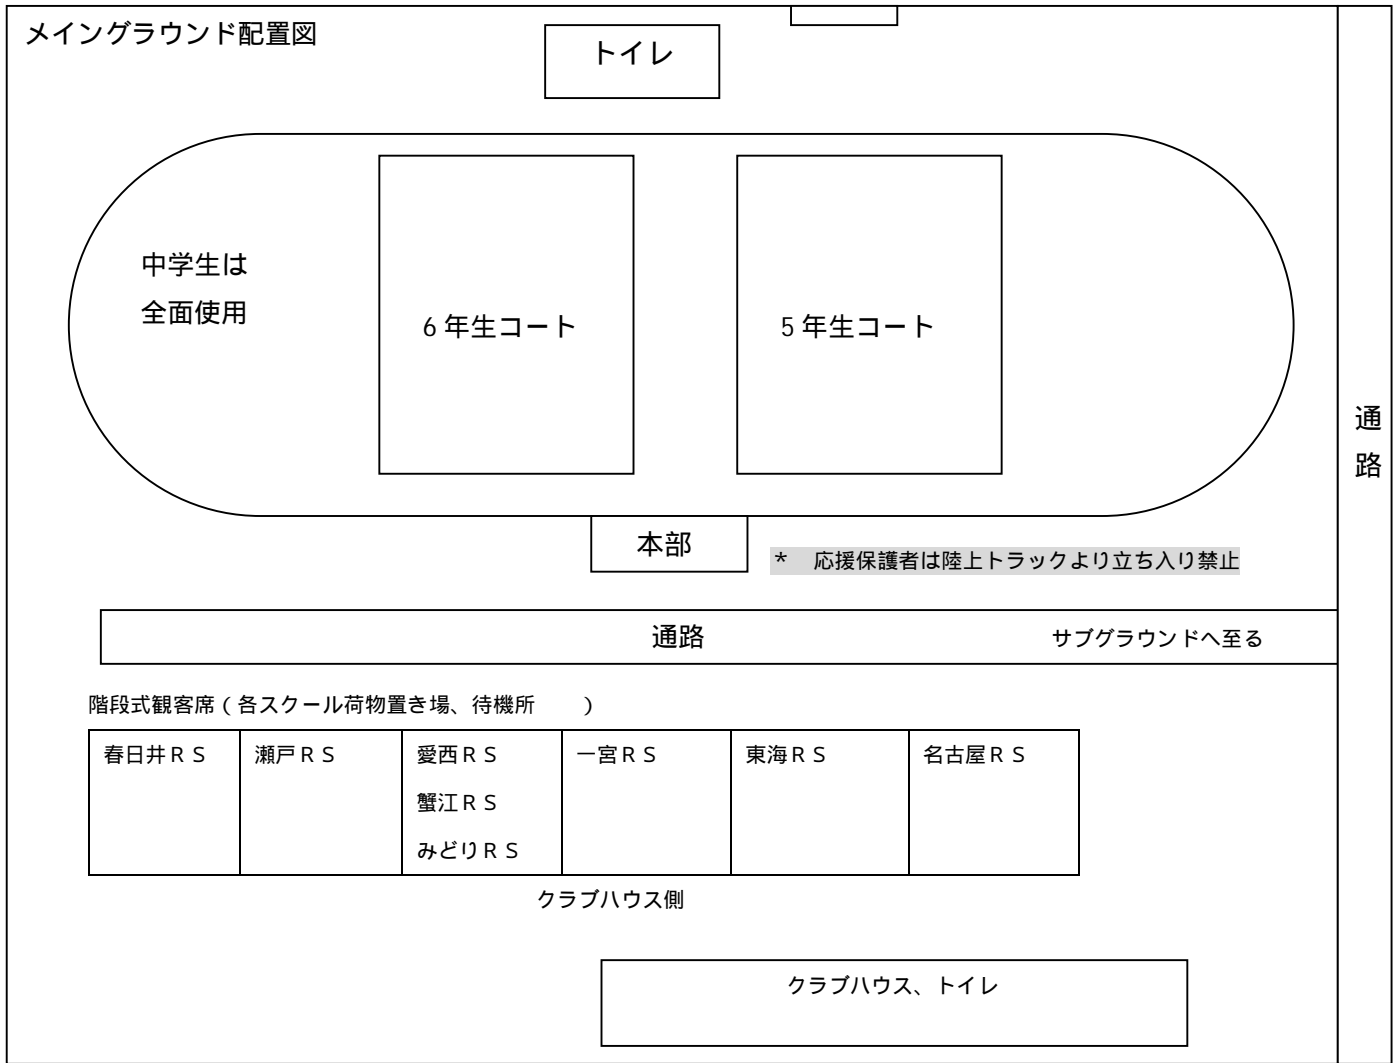 メイングラウンド配置図
トイレ
中学生は
全面使用
6年生コート
5年生コート
通
路
本部
*　応援保護者は陸上トラックより立ち入り禁止
通路
サブグラウンドへ至る
階段式観客席（各スクール荷物置き場、待機所　　）
春日井ＲＳ
瀬戸ＲＳ
愛西ＲＳ
蟹江ＲＳ
みどりＲＳ
一宮ＲＳ
東海ＲＳ
名古屋ＲＳ
クラブハウス側
クラブハウス、トイレ